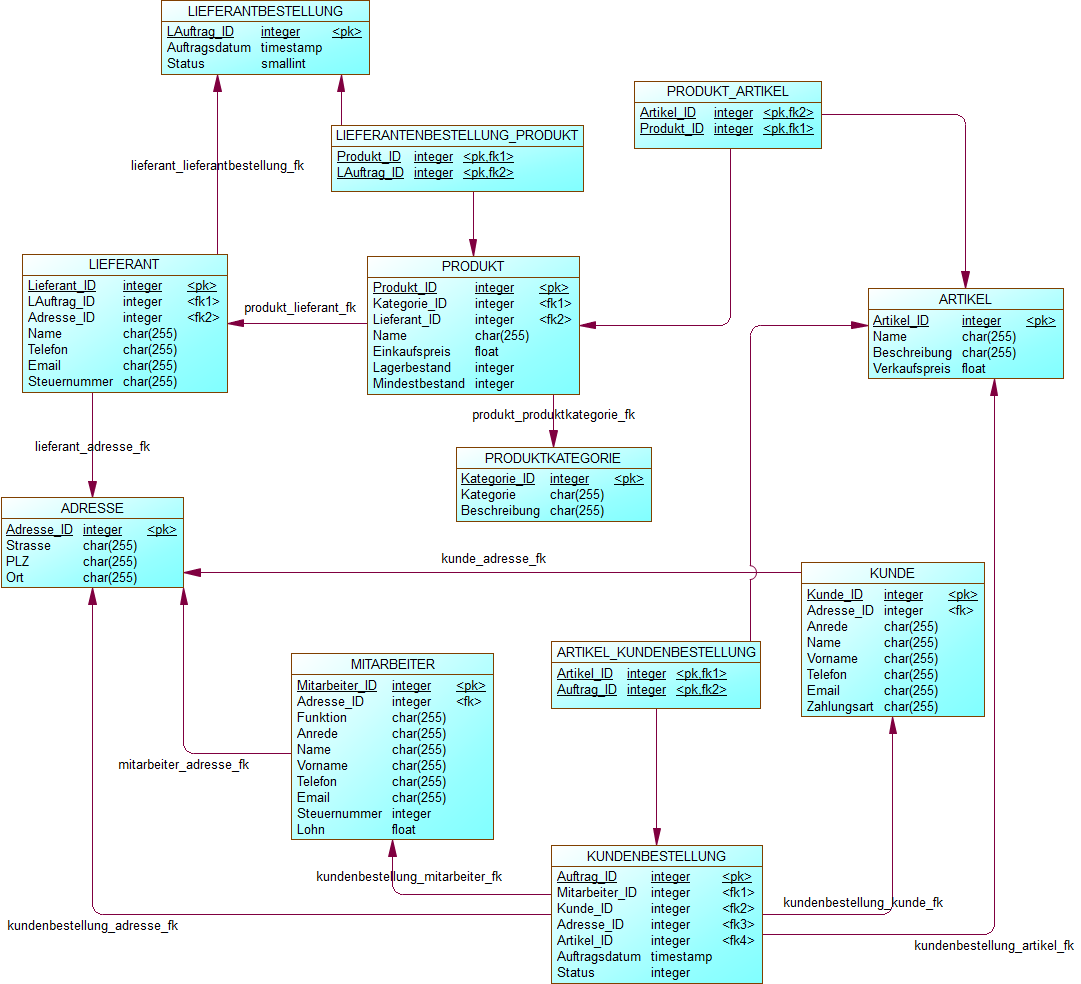 LIEFERANTBESTELLUNG
LAuftrag_ID integer <pk>
Auftragsdatum timestamp
Status smallint
PRODUKT_ARTIKEL
Artikel_ID integer <pk,fk2>
Produkt_ID integer <pk,fk1>
LIEFERANTENBESTELLUNG_PRODUKT
Produkt_ID integer <pk,fk1>
LAuftrag_ID integer <pk,fk2>
lieferant_lieferantbestellung_fk
LIEFERANT
Lieferant_ID integer <pk>
LAuftrag_ID integer <fk1>
Adresse_ID integer <fk2>
Name char(255)
Telefon char(255)
Email char(255)
Steuernummer char(255)
produkt_lieferant_fk
PRODUKT
Produkt_ID integer <pk>
Kategorie_ID integer <fk1>
Lieferant_ID integer <fk2>
Name char(255)
Einkaufspreis float
Lagerbestand integer
Mindestbestand integer
ARTIKEL
Artikel_ID integer <pk>
Name char(255)
Beschreibung char(255)
Verkaufspreis float
produkt_produktkategorie_fk
lieferant_adresse_fk
PRODUKTKATEGORIE
Kategorie_ID integer <pk>
Kategorie char(255)
Beschreibung char(255)
ADRESSE
Adresse_ID integer <pk>
Strasse char(255)
PLZ char(255)
Ort char(255)
kunde_adresse_fk
KUNDE
Kunde_ID integer <pk>
Adresse_ID integer <fk>
Anrede char(255)
Name char(255)
Vorname char(255)
Telefon char(255)
Email char(255)
Zahlungsart char(255)
ARTIKEL_KUNDENBESTELLUNG
Artikel_ID integer <pk,fk1>
Auftrag_ID integer <pk,fk2>
MITARBEITER
Mitarbeiter_ID integer <pk>
Adresse_ID integer <fk>
Funktion char(255)
Anrede char(255)
Name char(255)
Vorname char(255)
Telefon char(255)
Email char(255)
Steuernummer integer
Lohn float
mitarbeiter_adresse_fk
kundenbestellung_mitarbeiter_fk
KUNDENBESTELLUNG
Auftrag_ID integer <pk>
Mitarbeiter_ID integer <fk1>
Kunde_ID integer <fk2>
Adresse_ID integer <fk3>
Artikel_ID integer <fk4>
Auftragsdatum timestamp
Status integer
kundenbestellung_kunde_fk
kundenbestellung_adresse_fk
kundenbestellung_artikel_fk